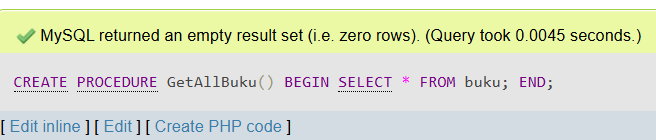 MySQL returned an empty result set (i.e. zero rows). (Query took 0.0045 seconds.)
CREATE PROCEDURE GetAllBuku() BEGIN SELECT * FROM buku; END;
[ Edit inline ] [ Edit ] [ Create PHP code ]